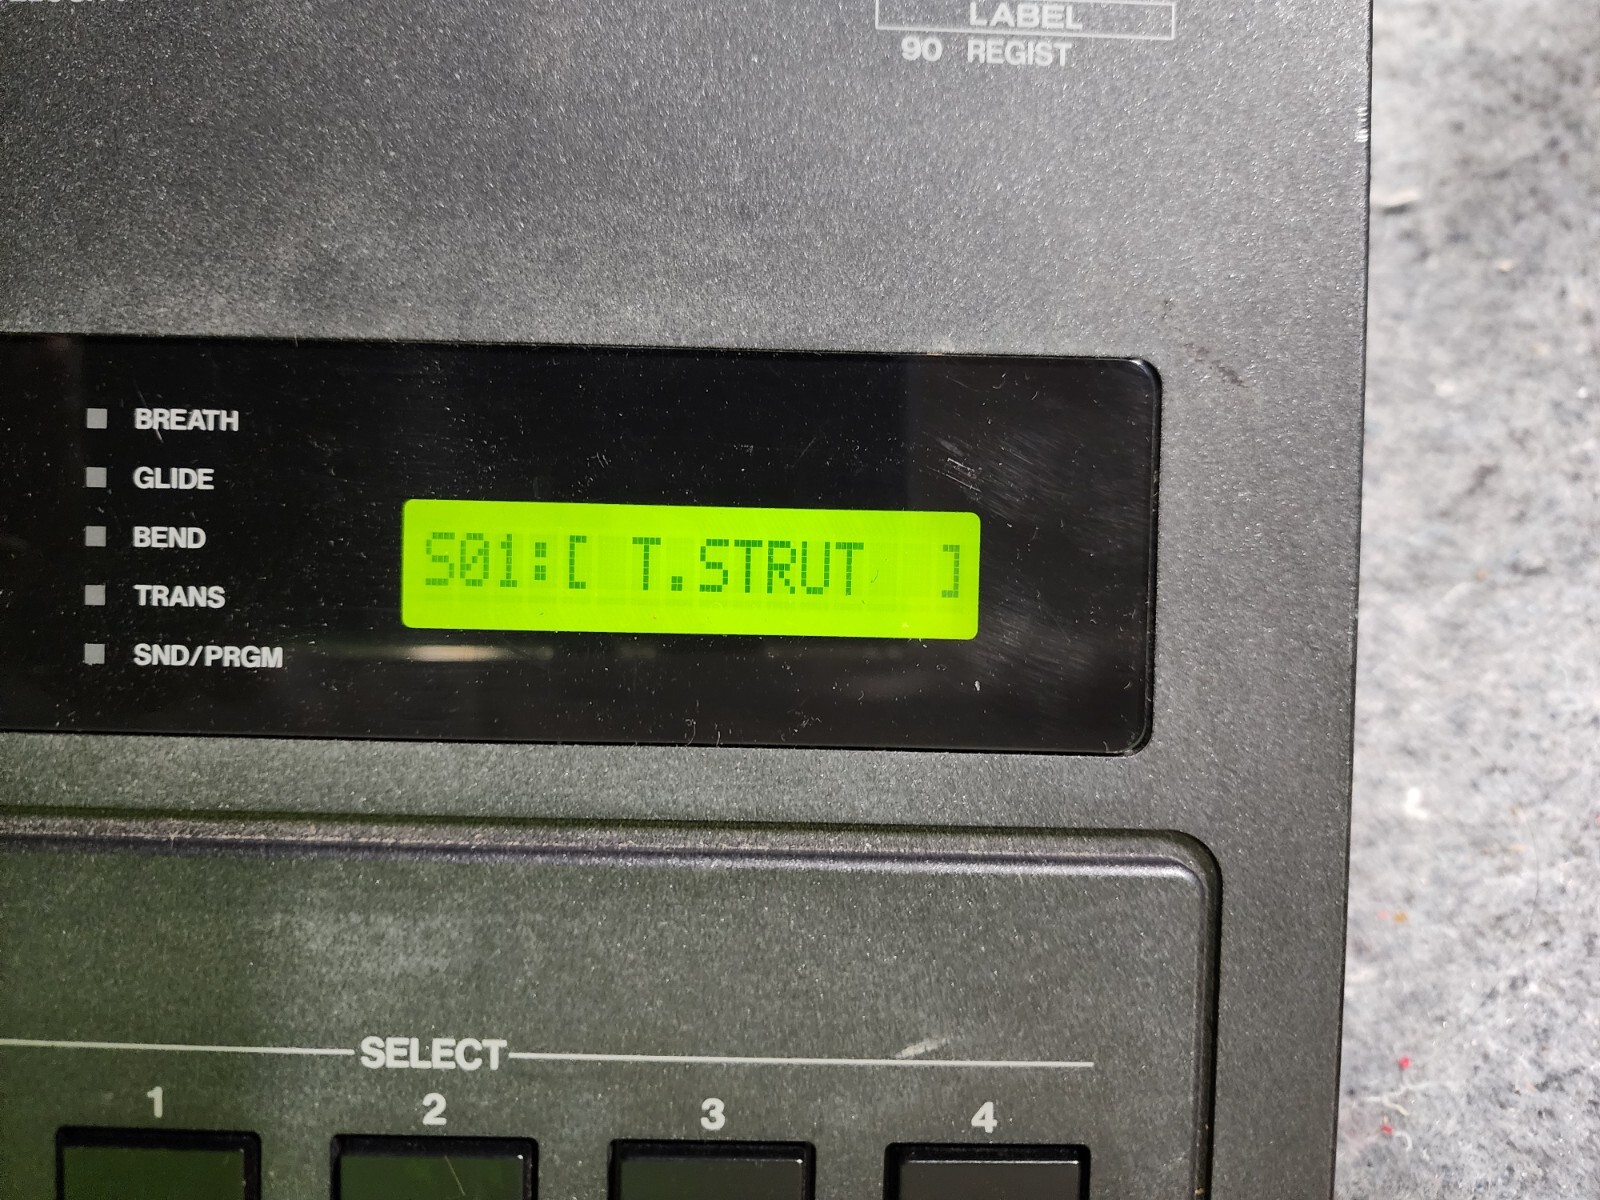 LABEL
90 REGIST
BREATH
GLIDE
BEND
TRANS
SND/PRGM
S01:[ T.STRUT ]
SELECT
1 2 3 4